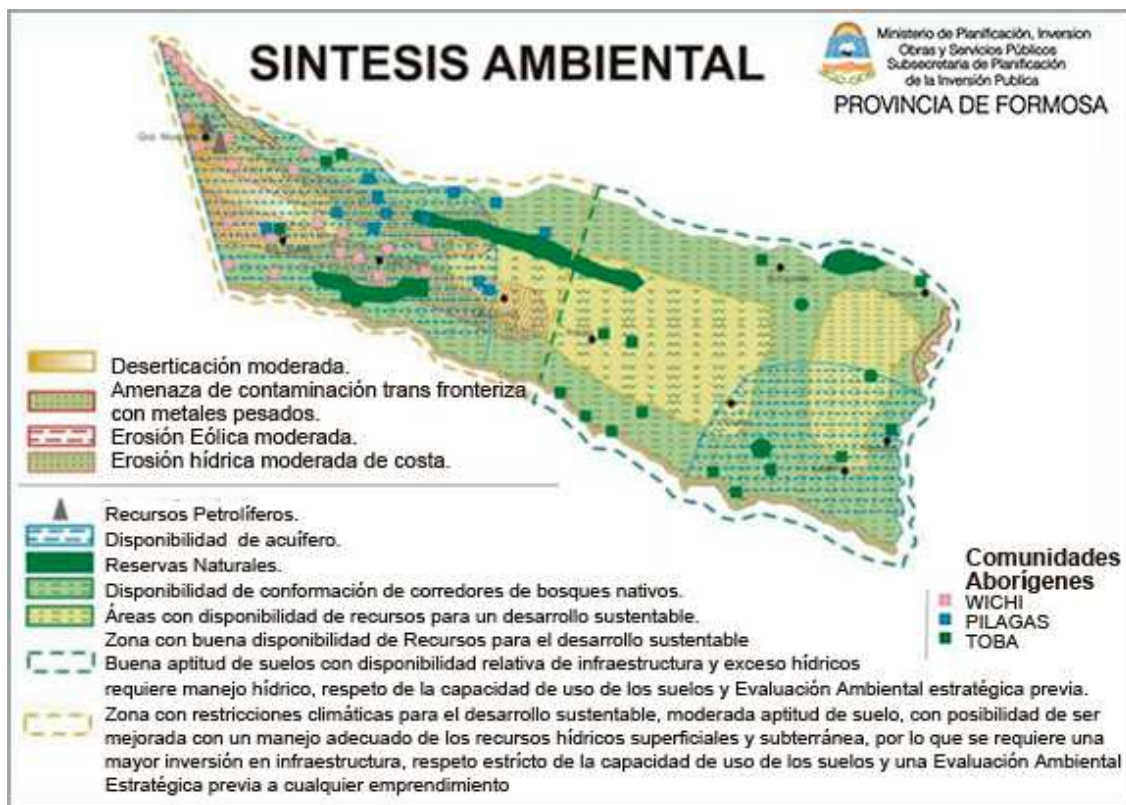 SINTESIS AMBIENTAL
Ministerio de Planificación, Inversion
Obras y Servicios Públicos
Subsecretaria de Planificación
de la Inversión Publica
PROVINCIA DE FORMOSA
Deserticación moderada.
Amenaza de contaminación trans fronteriza
con metales pesados.
Erosión Eólica moderada.
Erosión hídrica moderada de costa.
Recursos Petrolíferos.
Disponibilidad de acuífero.
Reservas Naturales.
Disponibilidad de conformación de corredores de bosques nativos.
Áreas con disponibilidad de recursos para un desarrollo sustentable.
Zona con buena disponibilidad de Recursos para el desarrollo sustentable
Buena aptitud de suelos con disponibilidad relativa de infraestructura y exceso hídricos
requiere manejo hídrico, respeto de la capacidad de uso de los suelos y Evaluación Ambiental estratégica previa.
Zona con restricciones climáticas para el desarrollo sustentable, moderada aptitud de suelo, con posibilidad de ser
mejorada con un manejo adecuado de los recursos hídricos superficiales y subterránea, por lo que se requiere una
mayor inversión en infraestructura, respeto estrícto de la capacidad de uso de los suelos y una Evaluación Ambiental
Estratégica previa a cualquier emprendimiento
Comunidades
Aborígenes
WICHI
PILAGAS
TOBA